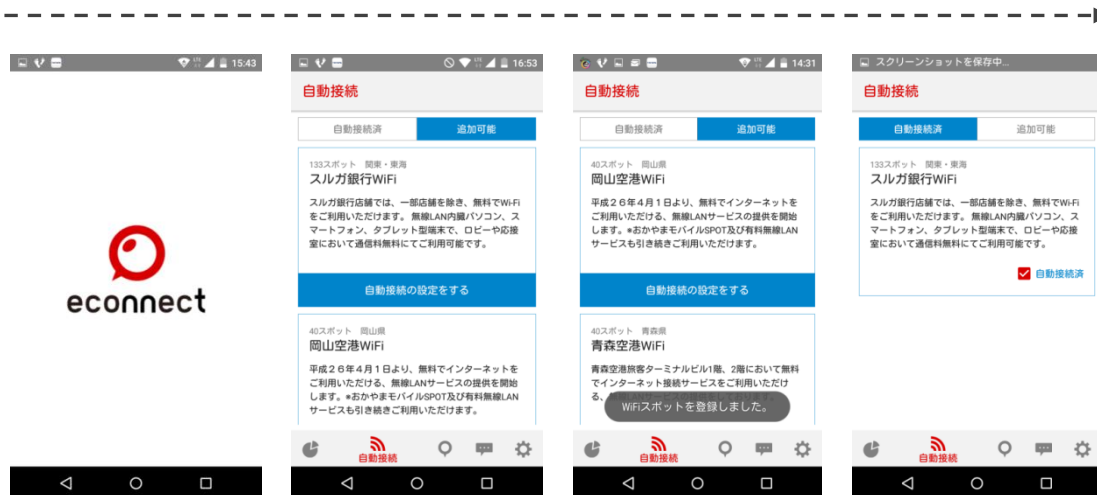 15:43
econnect
16:53
自動接続
自動接続済
追加可能
133スポット 関東・東海
スルガ銀行WiFi
スルガ銀行店舗では、一部店舗を除き、無料でWi-Fi
をご利用いただけます。 無線LAN内臓パソコン、ス
マートフォン、タブレット型端末で、ロビーや応接
室において通信料無料にてご利用可能です。
自動接続の設定をする
40スポット 岡山県
岡山空港WiFi
平成26年4月1日より、無料でインターネットを
ご利用いただける、無線LANサービスの提供を開始
します。*おかやまモバイルSPOT及び有料無線LAN
サービスも引き続きご利用いただけます。
自動接続
14:31
自動接続
自動接続済
追加可能
40スポット 岡山県
岡山空港WiFi
平成26年4月1日より、無料でインターネットを
ご利用いただける、無線LANサービスの提供を開始
します。*おかやまモバイルSPOT及び有料無線LAN
サービスも引き続きご利用いただけます。
自動接続の設定をする
40スポット 青森県
青森空港WiFi
青森空港旅客ターミナルビル1階、2階において無料
でインターネット接続サービスをご利用いただけ
る、
WiFiスポットを登録しました。
自動接続
スクリーンショットを保存中...
自動接続
自動接続済
追加可能
133スポット 関東・東海
スルガ銀行WiFi
スルガ銀行店舗では、一部店舗を除き、無料でWi-Fi
をご利用いただけます。 無線LAN内臓パソコン、ス
マートフォン、タブレット型端末で、ロビーや応接
室において通信料無料にてご利用可能です。
自動接続済
自動接続